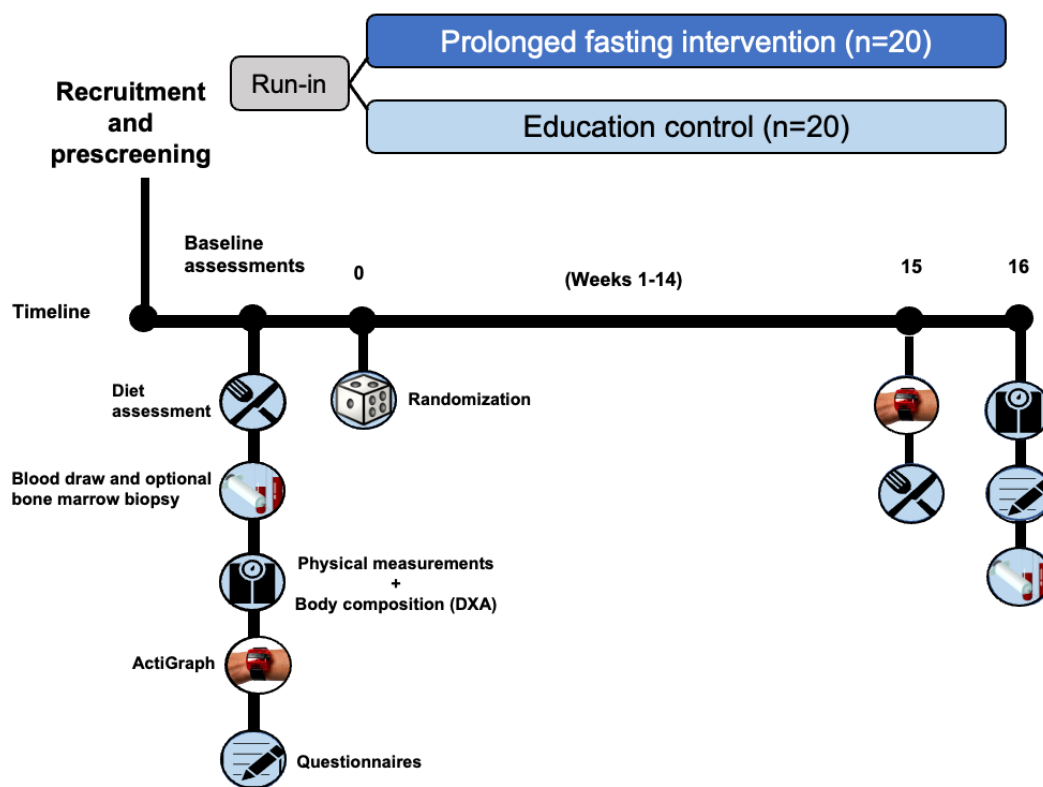 Prolonged fasting intervention (n=20)
Run-in
Education control (n=20)
Recruitment
and
prescreening
Baseline
assessments
0
(Weeks 1-14)
15
16
Timeline
Diet
assessment
Randomization
Blood draw and optional
bone marrow biopsy
Physical measurements
+
Body composition (DXA)
ActiGraph
Questionnaires